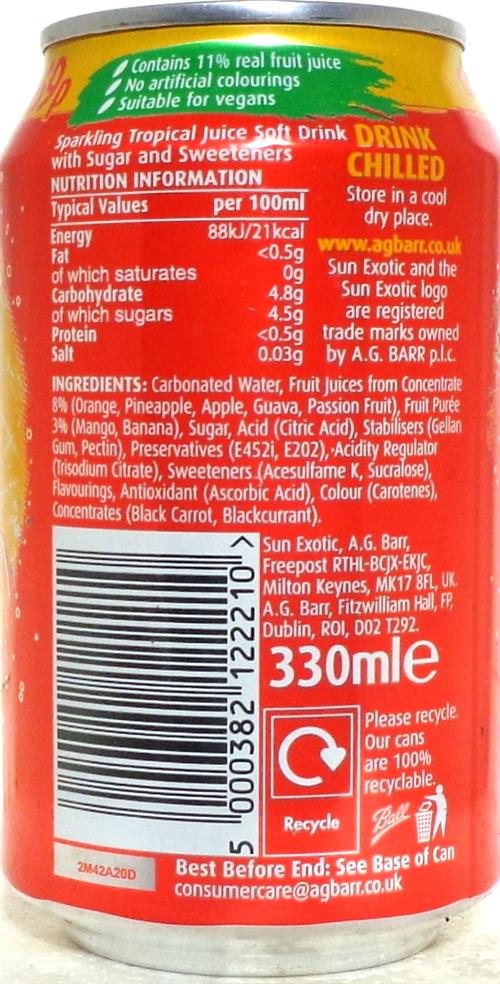 9p
Contains 11% real fruit juice
No artificial colourings
Suitable for vegans
Sparkling Tropical Juice Soft Drink
with Sugar and Sweeteners
NUTRITION INFORMATION
Typical Values per 100ml
Energy 88kJ/21kcal
Fat <0.5g
of which saturates 0g
Carbohydrate 4.8g
of which sugars 4.5g
Protein <0.5g
Salt 0.03g
DRINK
CHILLED
Store in a cool
dry place.
www.agbarr.co.uk
Sun Exotic and the
Sun Exotic logo
are registered
trade marks owned
by A.G. BARR p.l.c.
INGREDIENTS: Carbonated Water, Fruit Juices from Concentrate
8% (Orange, Pineapple, Apple, Guava, Passion Fruit), Fruit Purée
3% (Mango, Banana), Sugar, Acid (Citric Acid), Stabilisers (Gellan
Gum, Pectin), Preservatives (E452i, E202), Acidity Regulator
(Trisodium Citrate), Sweeteners (Acesulfame K, Sucralose),
Flavourings, Antioxidant (Ascorbic Acid), Colour (Carotenes),
Concentrates (Black Carrot, Blackcurrant).
5 000382 122210 >
Sun Exotic, A.G. Barr,
Freepost RTHL-BCJX-EKJC,
Milton Keynes, MK17 8FL, UK.
A.G. Barr, Fitzwilliam Hall, FP,
Dublin, ROI, D02 T292.
330ml e
Recycle
Please recycle.
Our cans
are 100%
recyclable.
Ball
2M42A20D
Best Before End: See Base of Can
consumercare@agbarr.co.uk